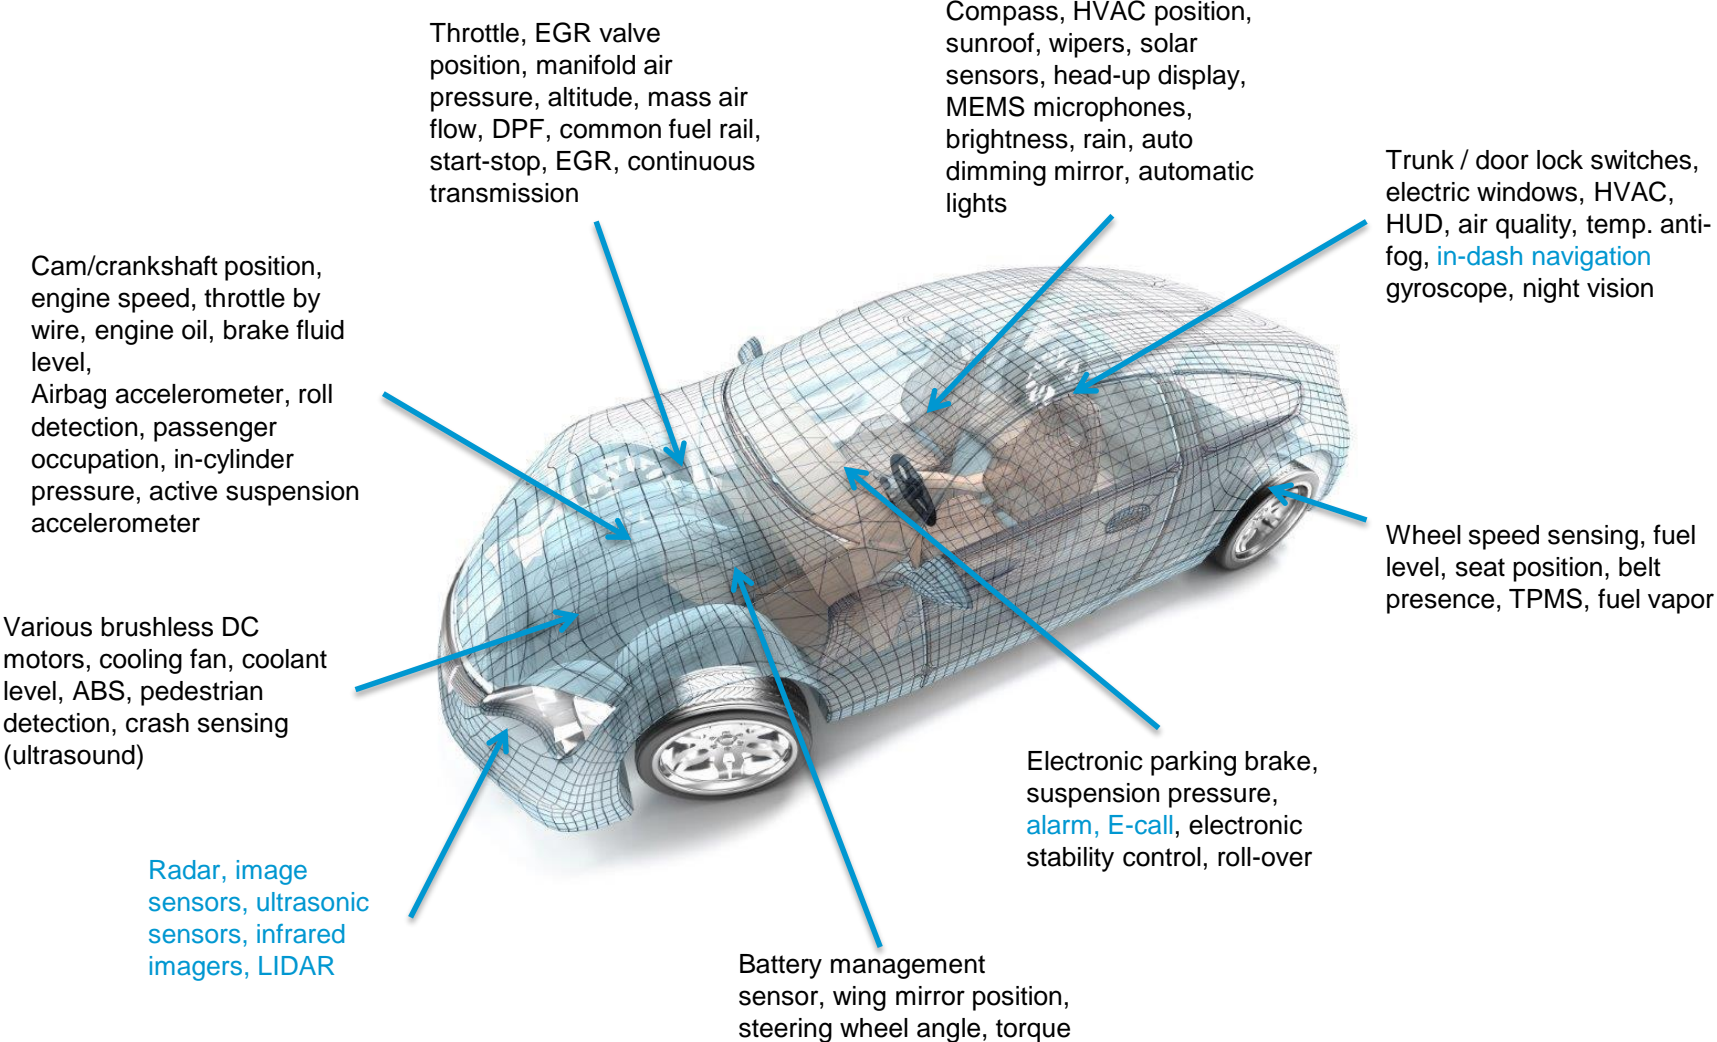 Throttle, EGR valve
position, manifold air
pressure, altitude, mass air
flow, DPF, common fuel rail,
start-stop, EGR, continuous
transmission
Compass, HVAC position,
sunroof, wipers, solar
sensors, head-up display,
MEMS microphones,
brightness, rain, auto
dimming mirror, automatic
lights
Trunk / door lock switches,
electric windows, HVAC,
HUD, air quality, temp. anti-
fog, in-dash navigation
gyroscope, night vision
Cam/crankshaft position,
engine speed, throttle by
wire, engine oil, brake fluid
level,
Airbag accelerometer, roll
detection, passenger
occupation, in-cylinder
pressure, active suspension
accelerometer
Wheel speed sensing, fuel
level, seat position, belt
presence, TPMS, fuel vapor
Various brushless DC
motors, cooling fan, coolant
level, ABS, pedestrian
detection, crash sensing
(ultrasound)
Electronic parking brake,
suspension pressure,
alarm, E-call, electronic
stability control, roll-over
Radar, image
sensors, ultrasonic
sensors, infrared
imagers, LIDAR
Battery management
sensor, wing mirror position,
steering wheel angle, torque